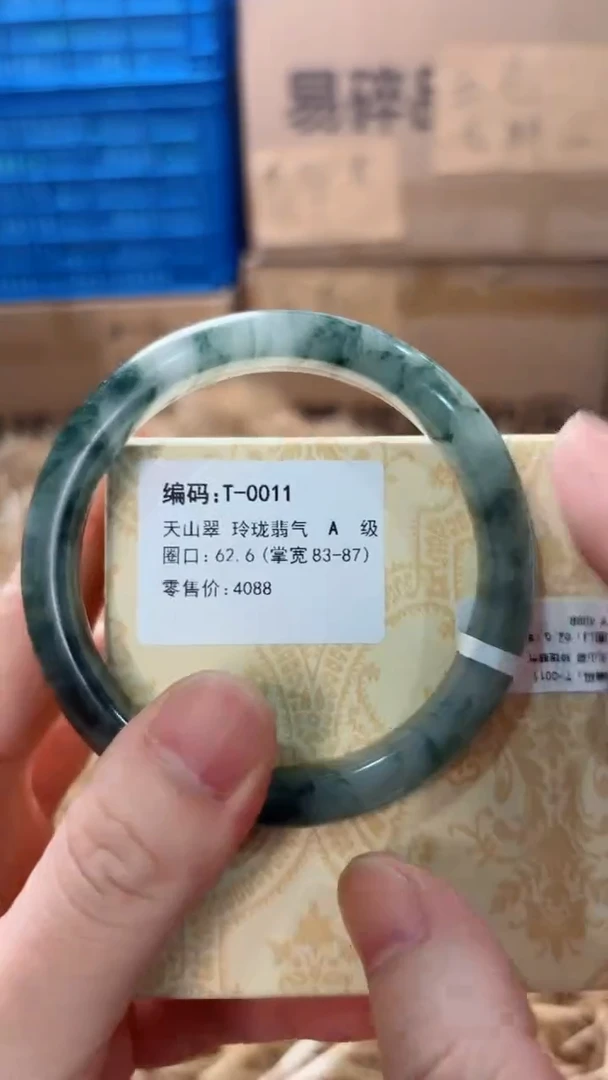 易碎品
编码:T-0011
天山翠 玲珑翡气 A 级
圈口:62.6(掌宽83-87)
零售价:4088